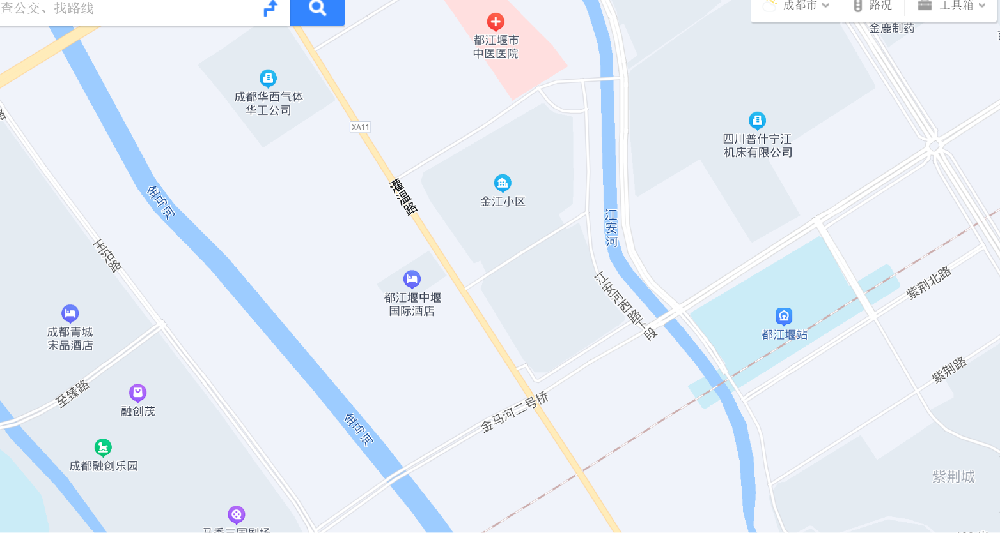 查公交、找路线
成都市
路况
工具箱
金鹿制药
都江堰市
中医医院
成都华西气体
华工公司
XA11
四川普什宁江
机床有限公司
金马河
灌温路
金江小区
江安河
玉沿路
都江堰中堰
国际酒店
江安河西路下段
紫荆北路
成都青城
宋品酒店
都江堰站
至臻路
融创茂
紫荆路
金马河二号桥
金马河
成都融创乐园
紫荆城